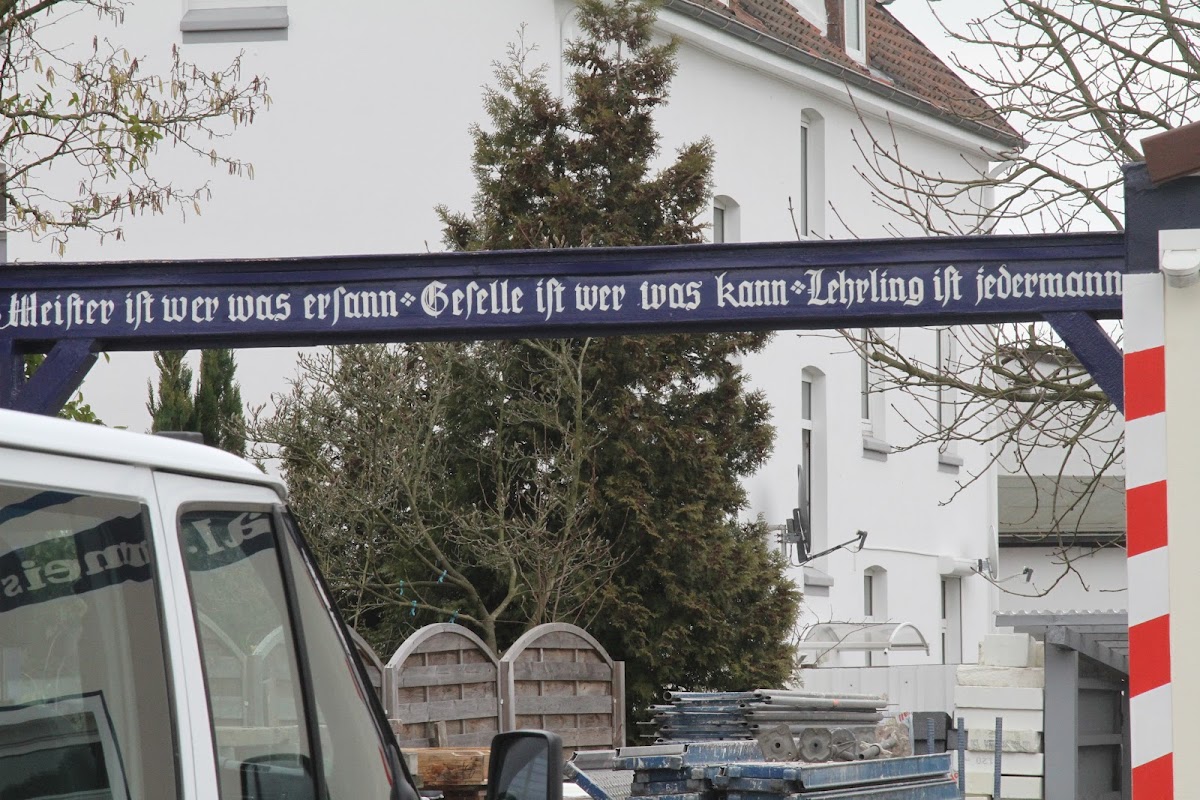 Meister ist wer was ersann ⁘ Geselle ist wer was kann ⁘ Lehrling ist jedermann